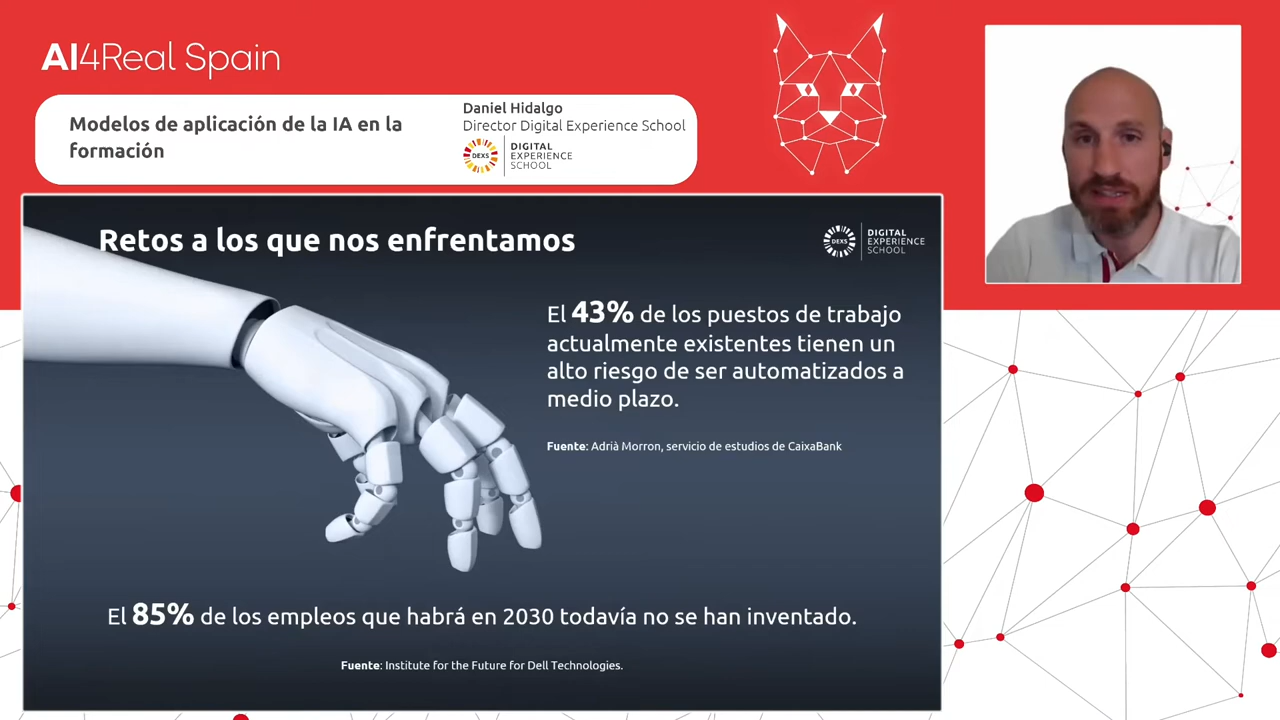 AI4Real Spain
Modelos de aplicación de la IA en la
formación
Daniel Hidalgo
Director Digital Experience School
DEXS
DIGITAL
EXPERIENCE
SCHOOL
Retos a los que nos enfrentamos
DEXS
DIGITAL
EXPERIENCE
SCHOOL
El 43% de los puestos de trabajo
actualmente existentes tienen un
alto riesgo de ser automatizados a
medio plazo.
Fuente: Adrià Morron, servicio de estudios de CaixaBank
El 85% de los empleos que habrá en 2030 todavía no se han inventado.
Fuente: Institute for the Future for Dell Technologies.